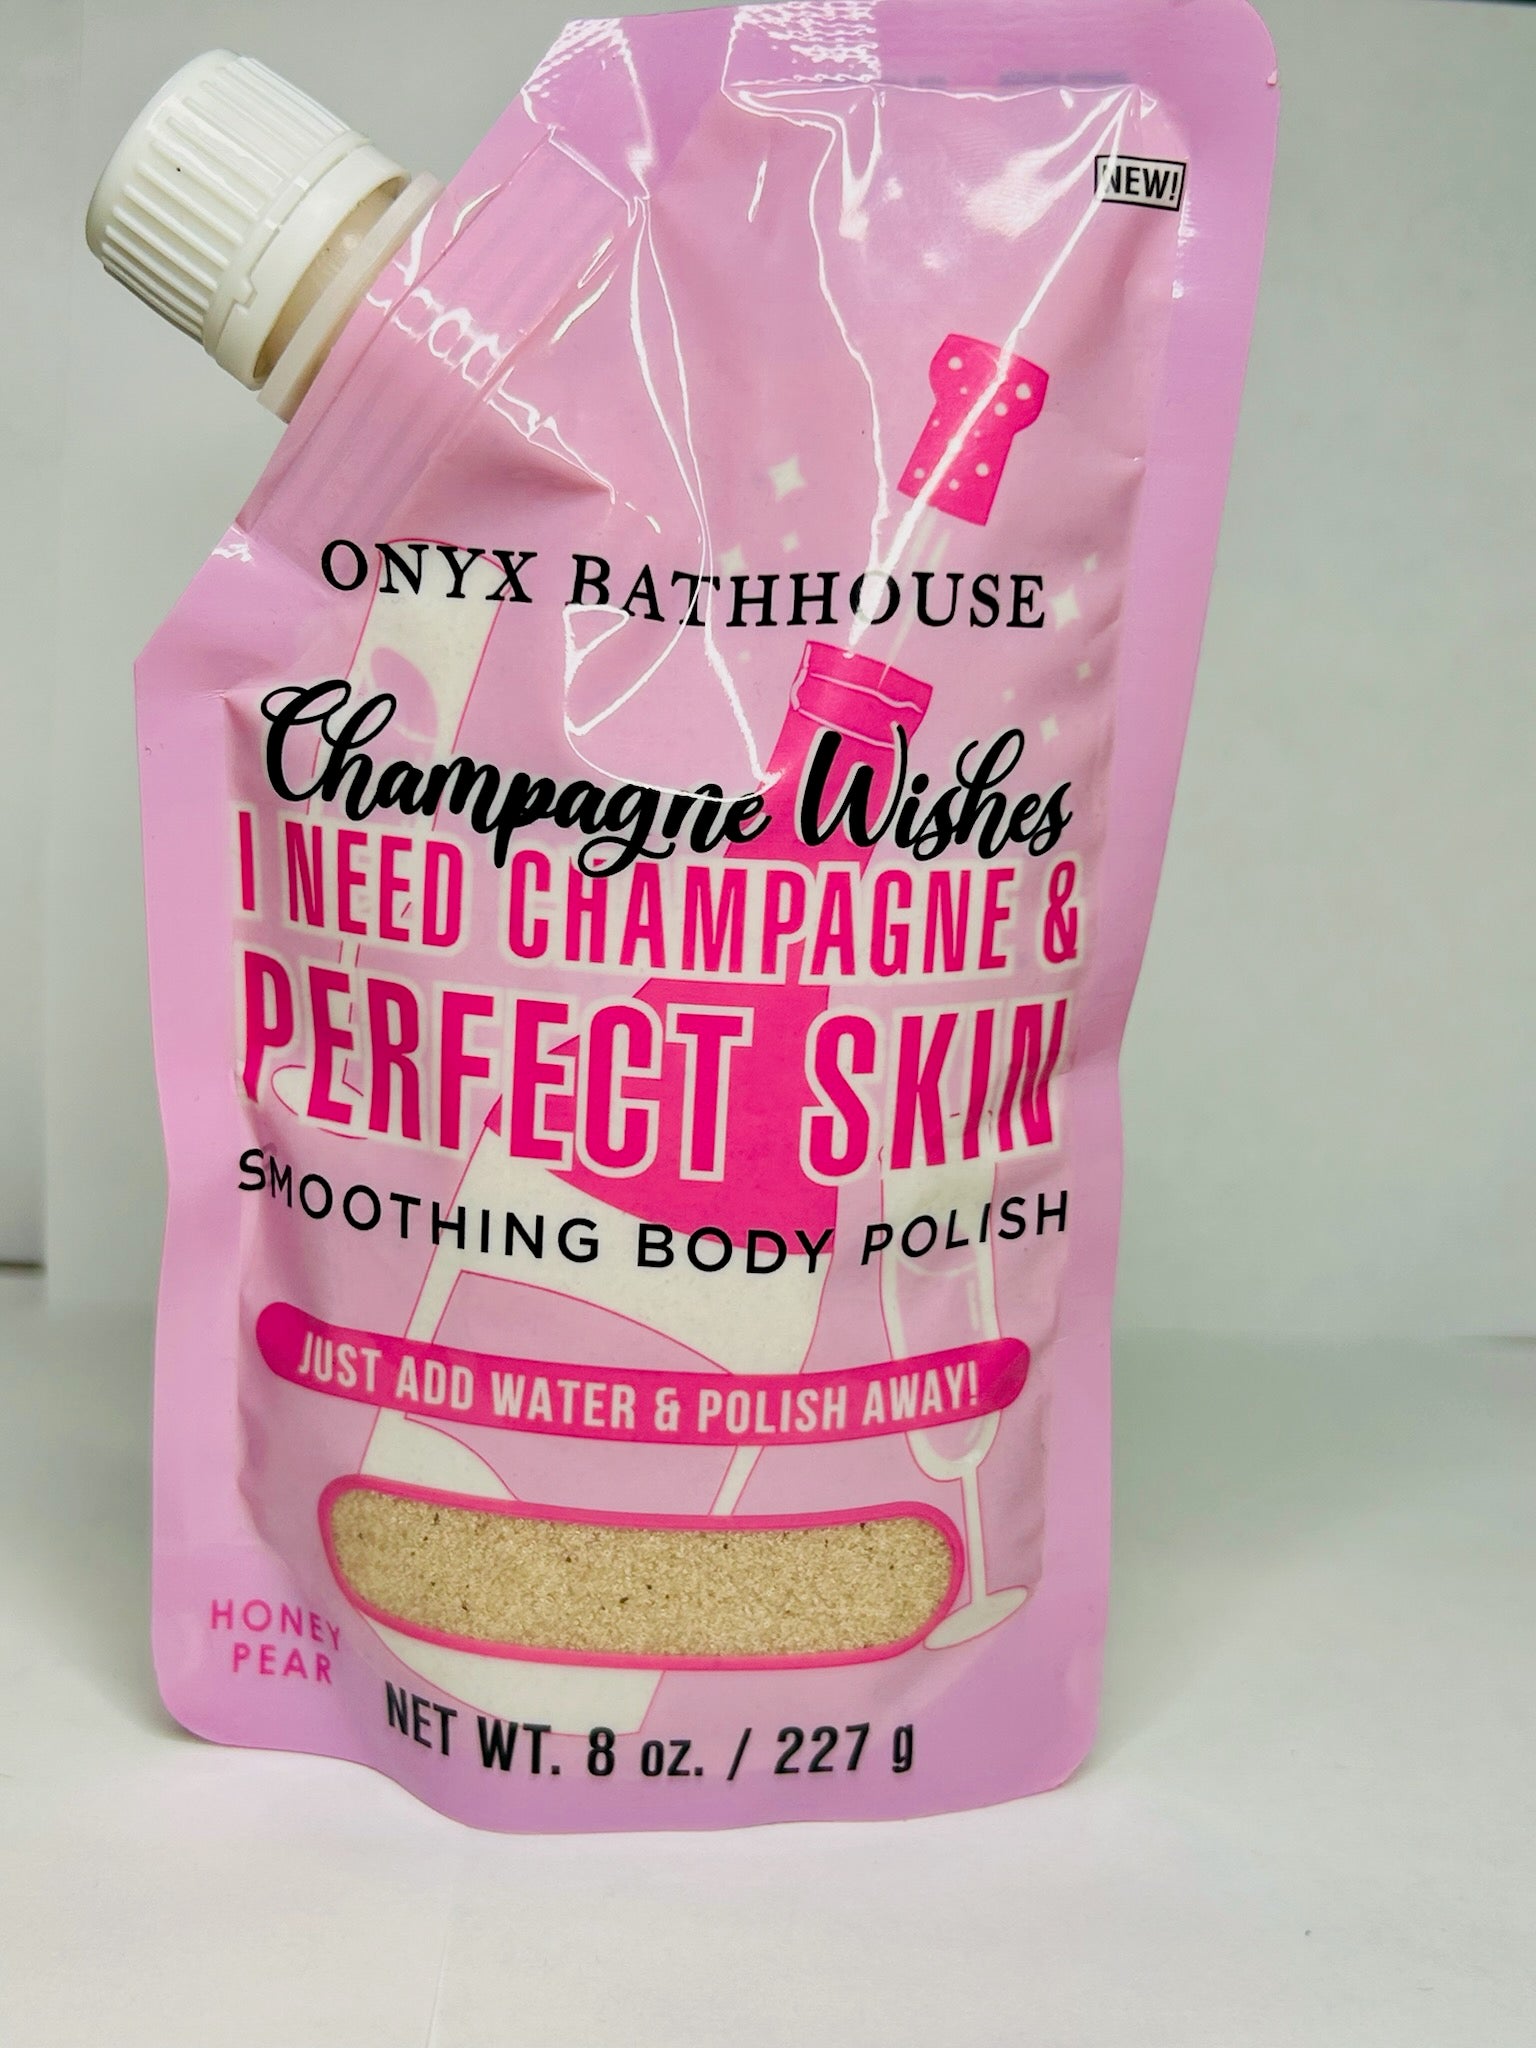 NEW!
ONYX BATHHOUSE
Champagne Wishes
I NEED CHAMPAGNE &
PERFECT SKIN
SMOOTHING BODY POLISH
JUST ADD WATER & POLISH AWAY!
HONEY
PEAR
NET WT. 8 oz. / 227 g